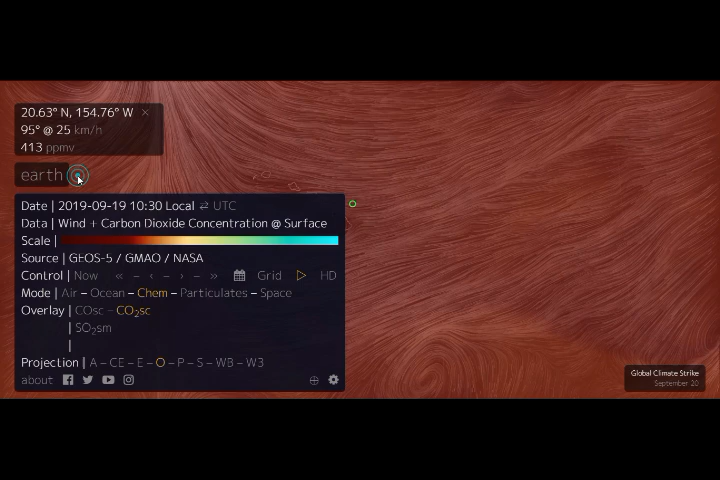 20.63° N, 154.76° W ×
95° @ 25 km/h
413 ppmv
earth
Date | 2019-09-19 10:30 Local ⇄ UTC
Data | Wind + Carbon Dioxide Concentration @ Surface
Scale |
Source | GEOS-5 / GMAO / NASA
Control | Now « – ‹ – › – » Grid ▷ HD
Mode | Air – Ocean – Chem – Particulates – Space
Overlay | COsc – CO₂sc
| SO₂sm
|
Projection | A – CE – E – O – P – S – WB – W3
about
Global Climate Strike
September 20